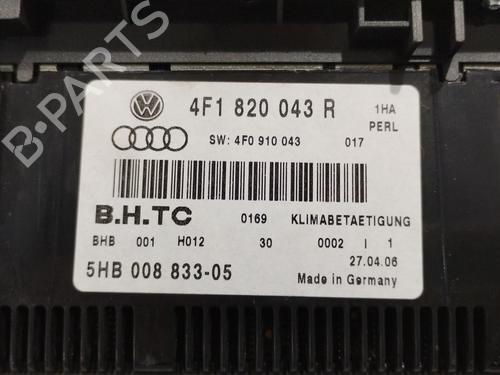 4F1 820 043 R 1HA
PERL
SW: 4F0 910 043 017
B.H.TC 0169 KLIMABETAETIGUNG
BHB 001 H012 30 0002 I 1
27.04.06
5HB 008 833-05 Made in Germany
B-PARTS